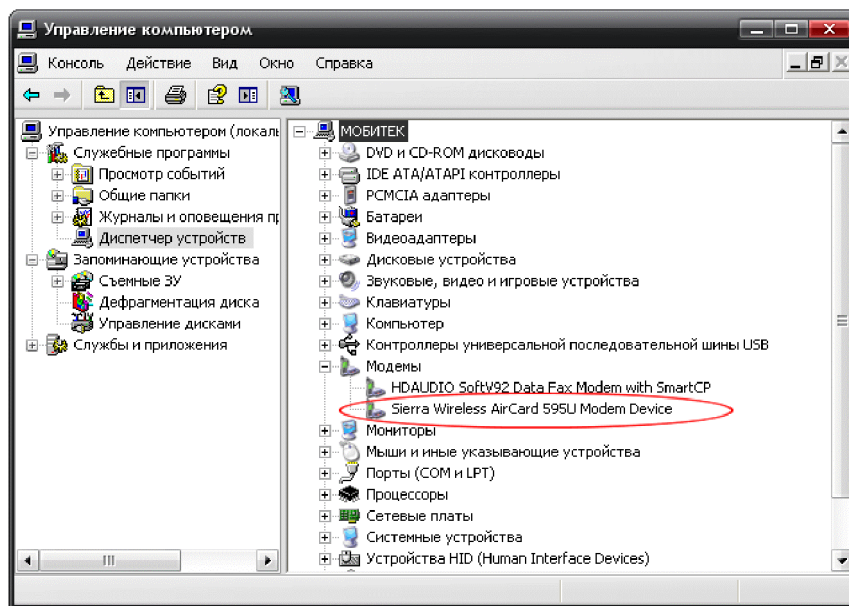 Управление компьютером
Консоль Действие Вид Окно Справка
Управление компьютером (локаль
Служебные программы
Просмотр событий
Общие папки
Журналы и оповещения пр
Диспетчер устройств
Запоминающие устройства
Съемные ЗУ
Дефрагментация диска
Управление дисками
Службы и приложения
МОБИТЕК
DVD и CD-ROM дисководы
IDE ATA/ATAPI контроллеры
PCMCIA адаптеры
Батареи
Видеоадаптеры
Дисковые устройства
Звуковые, видео и игровые устройства
Клавиатуры
Компьютер
Контроллеры универсальной последовательной шины USB
Модемы
HDAUDIO SoftV92 Data Fax Modem with SmartCP
Sierra Wireless AirCard 595U Modem Device
Мониторы
Мыши и иные указывающие устройства
Порты (COM и LPT)
Процессоры
Сетевые платы
Системные устройства
Устройства HID (Human Interface Devices)